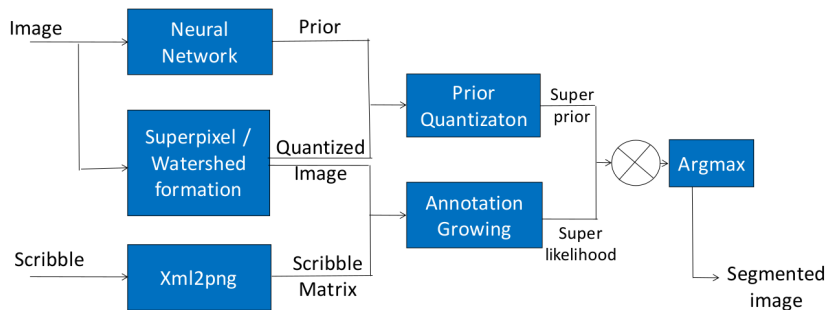 Image
Neural
Network
Prior
Superpixel /
Watershed
formation
Quantized
Image
Prior
Quantizaton
Super
prior
Argmax
Annotation
Growing
Super
likelihood
Scribble
Xml2png
Scribble
Matrix
Segmented
image